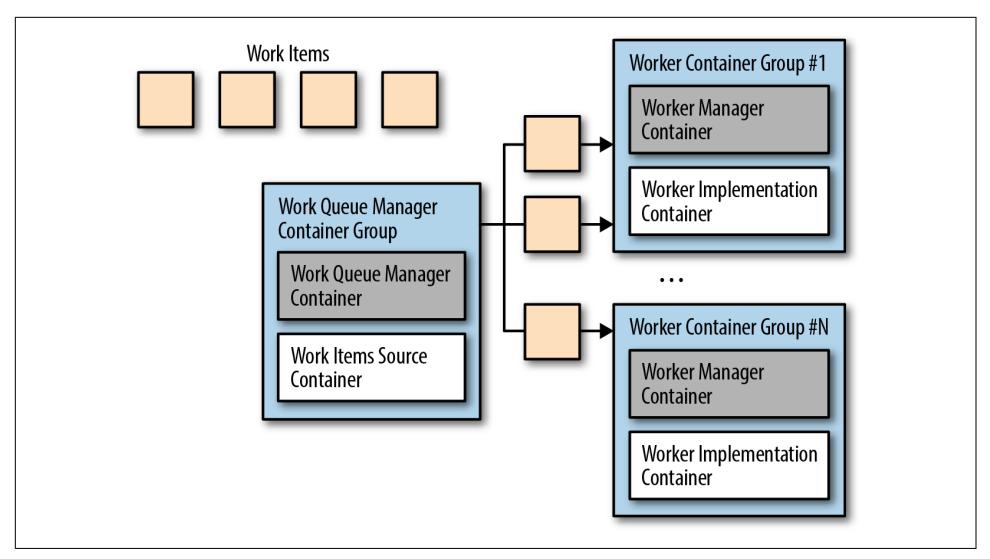 Work Items
Work Queue Manager
Container Group
Work Queue Manager
Container
Work Items Source
Container
Worker Container Group #1
Worker Manager
Container
Worker Implementation
Container
...
Worker Container Group #N
Worker Manager
Container
Worker Implementation
Container